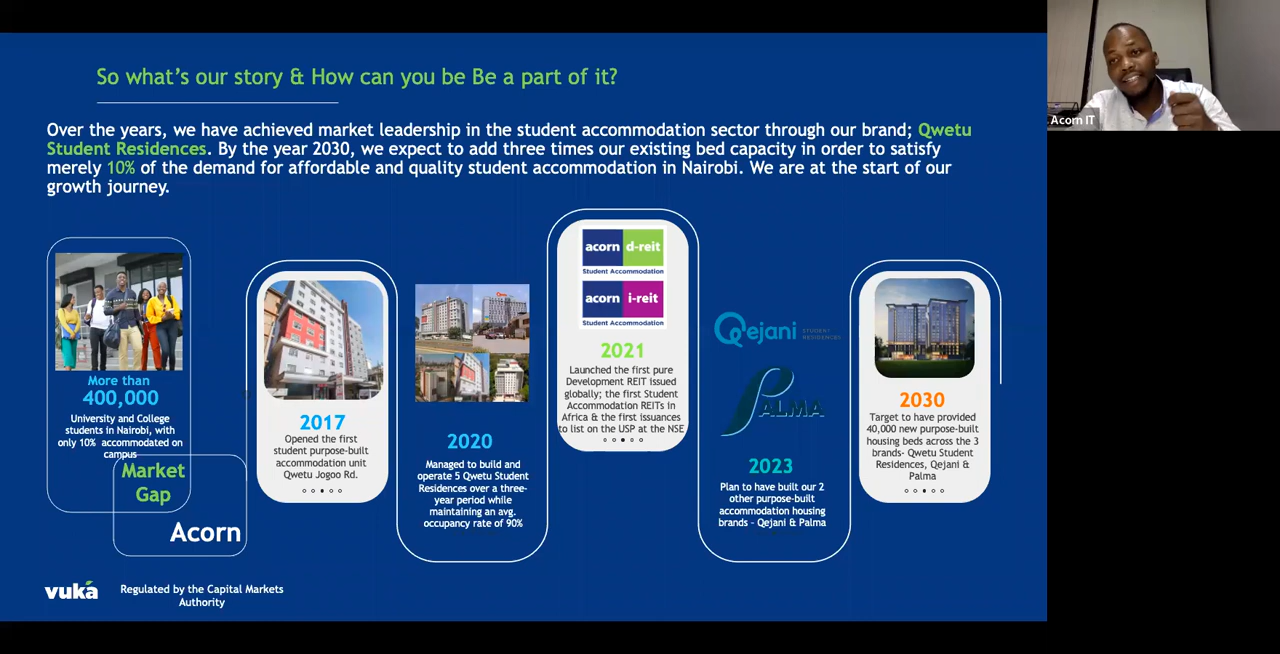 So what's our story & How can you be Be a part of it?
Over the years, we have achieved market leadership in the student accommodation sector through our brand; Qwetu
Student Residences. By the year 2030, we expect to add three times our existing bed capacity in order to satisfy
merely 10% of the demand for affordable and quality student accommodation in Nairobi. We are at the start of our
growth journey.
More than
400,000
University and College
students in Nairobi, with
only 10% accommodated on
campus
Market
Gap
Acorn
2017
Opened the first
student purpose-built
accommodation unit
Qwetu Jogoo Rd.
2020
Managed to build and
operate 5 Qwetu Student
Residences over a three-
year period while
maintaining an avg.
occupancy rate of 90%
acorn d-reit
Student Accommodation
acorn i-reit
Student Accommodation
2021
Launched the first pure
Development REIT issued
globally; the first Student
Accommodation REITs in
Africa & the first issuances
to list on the USP at the NSE
Qejani STUDENT
RESIDENCES
PALMA
2023
Plan to have built our 2
other purpose-built
accommodation housing
brands - Qejani & Palma
2030
Target to have provided
40,000 new purpose-built
housing beds across the 3
brands- Qwetu Student
Residences, Qejani &
Palma
vuka
Regulated by the Capital Markets
Authority
Acorn IT